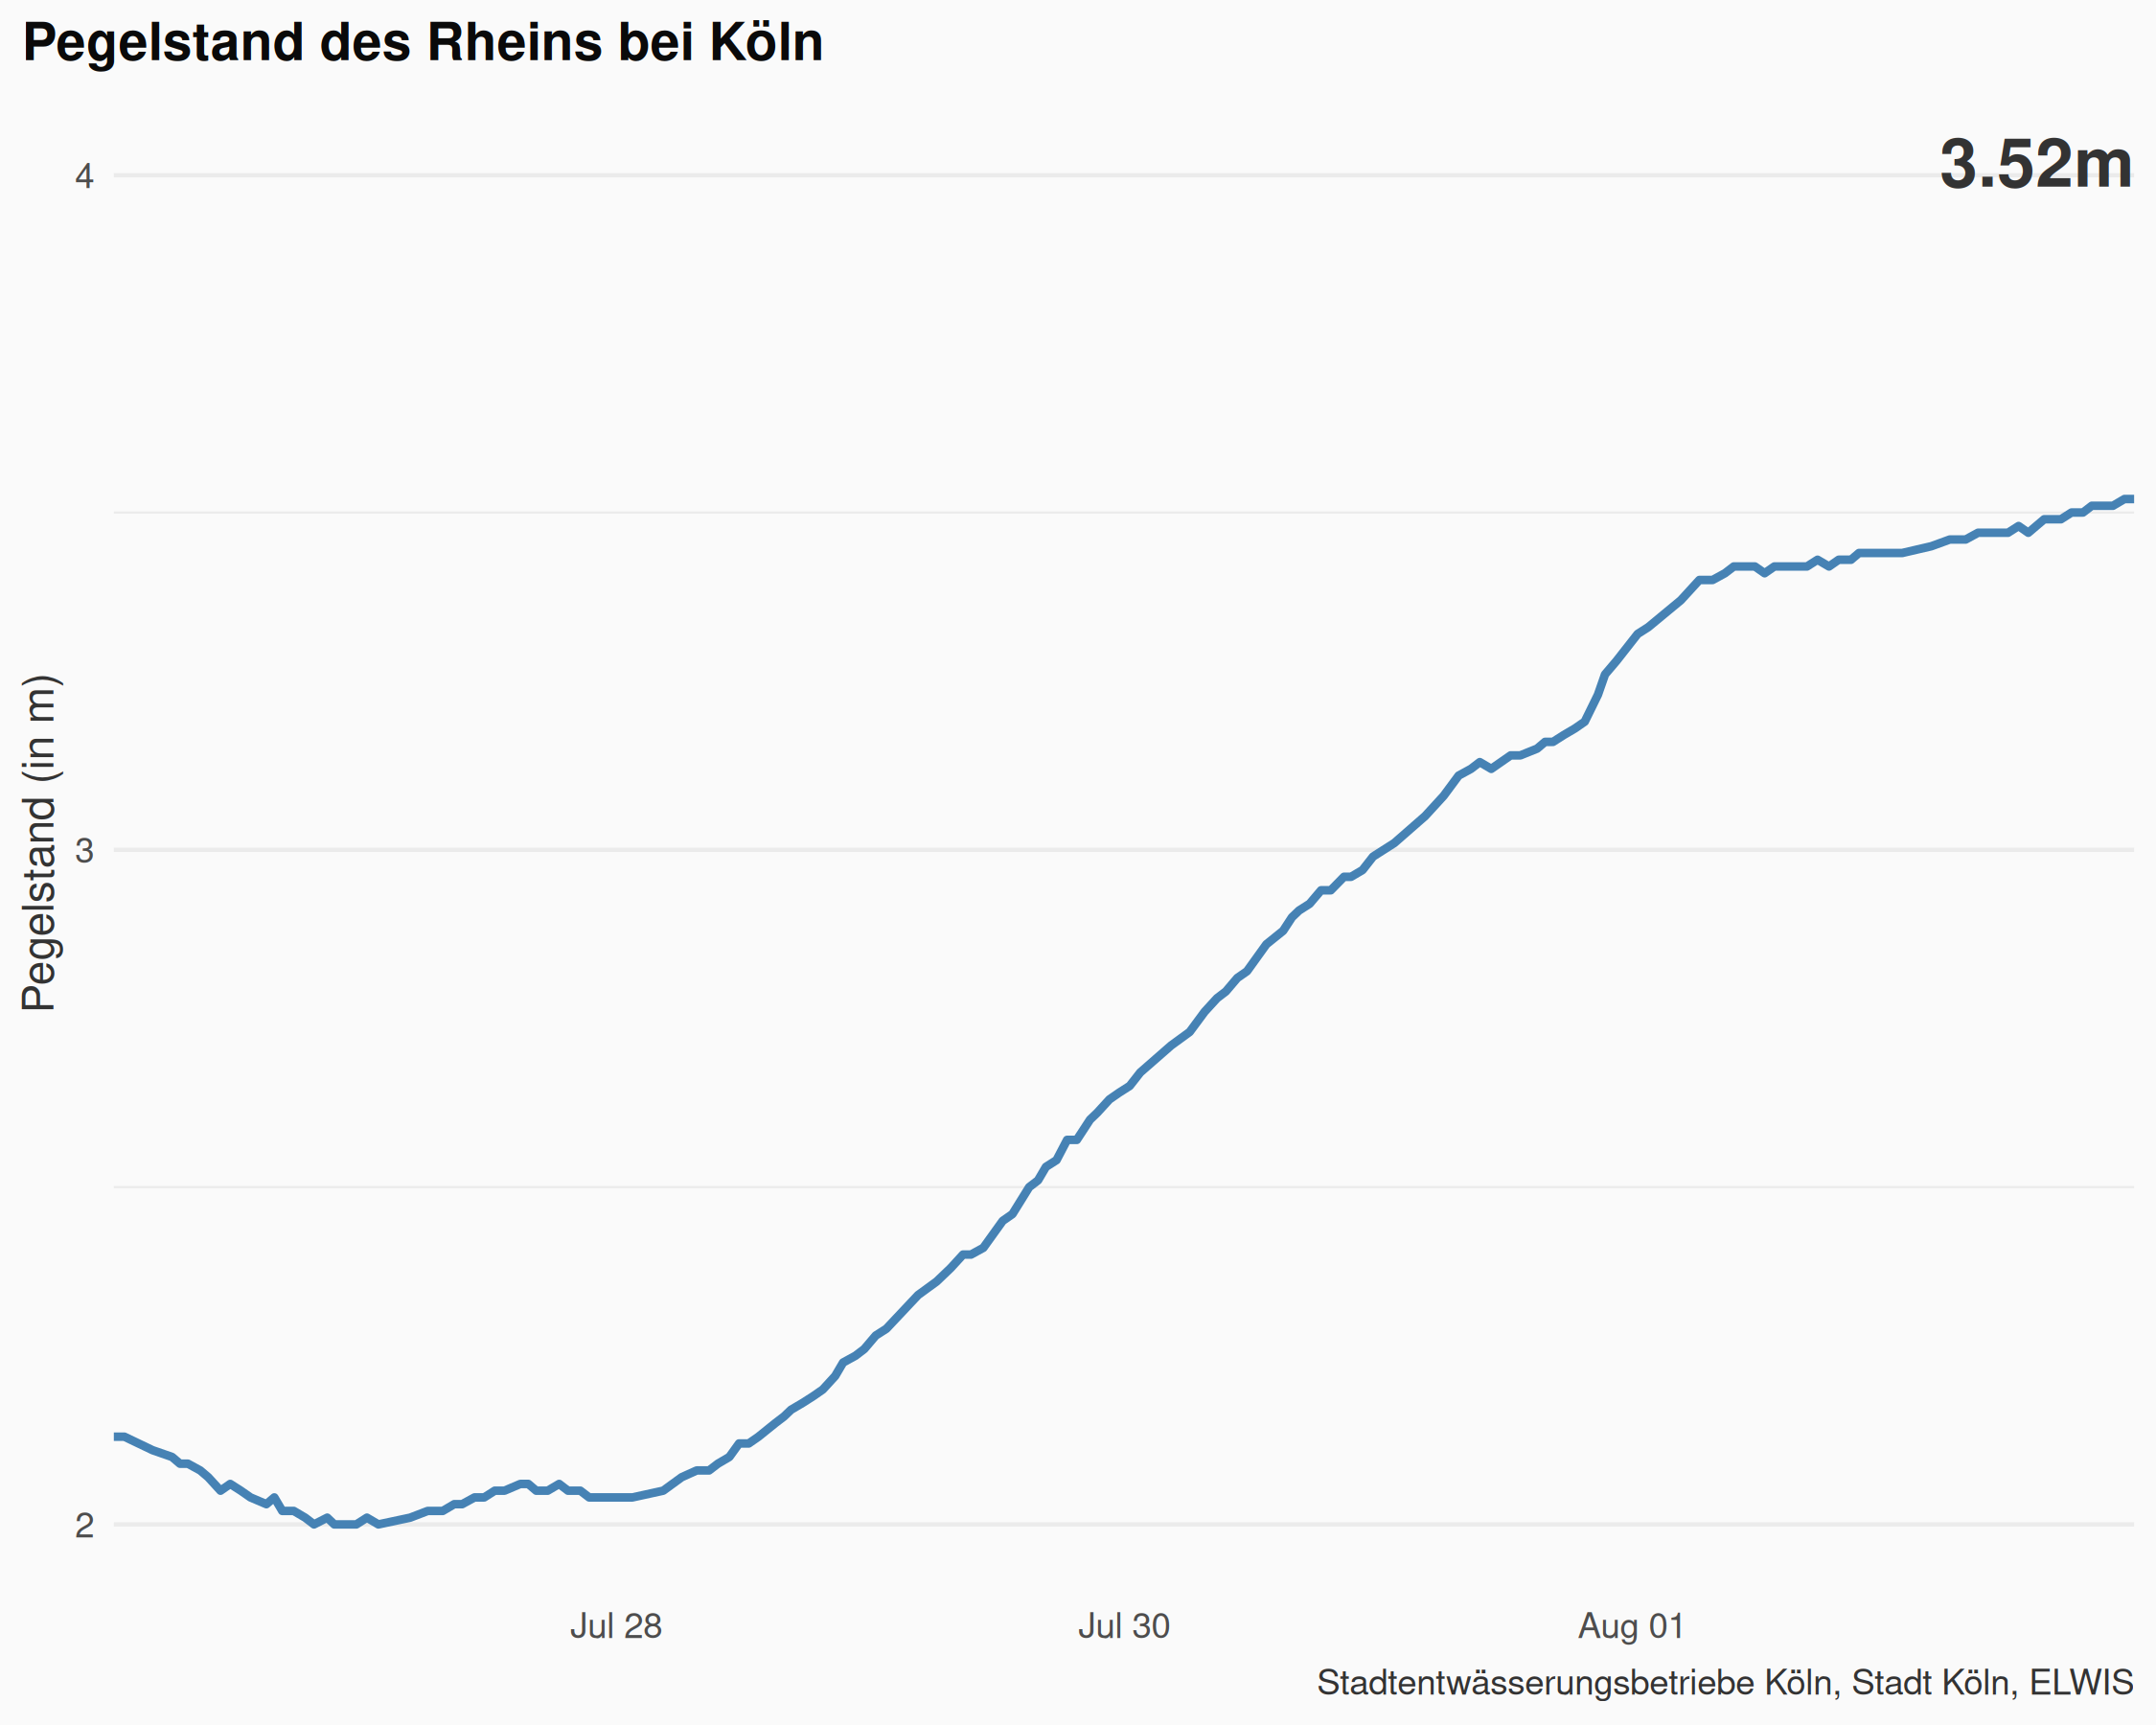 Pegelstand des Rheins bei Köln
3.52m
4
3
2
Pegelstand (in m)
Jul 28
Jul 30
Aug 01
Stadtentwässerungsbetriebe Köln, Stadt Köln, ELWIS